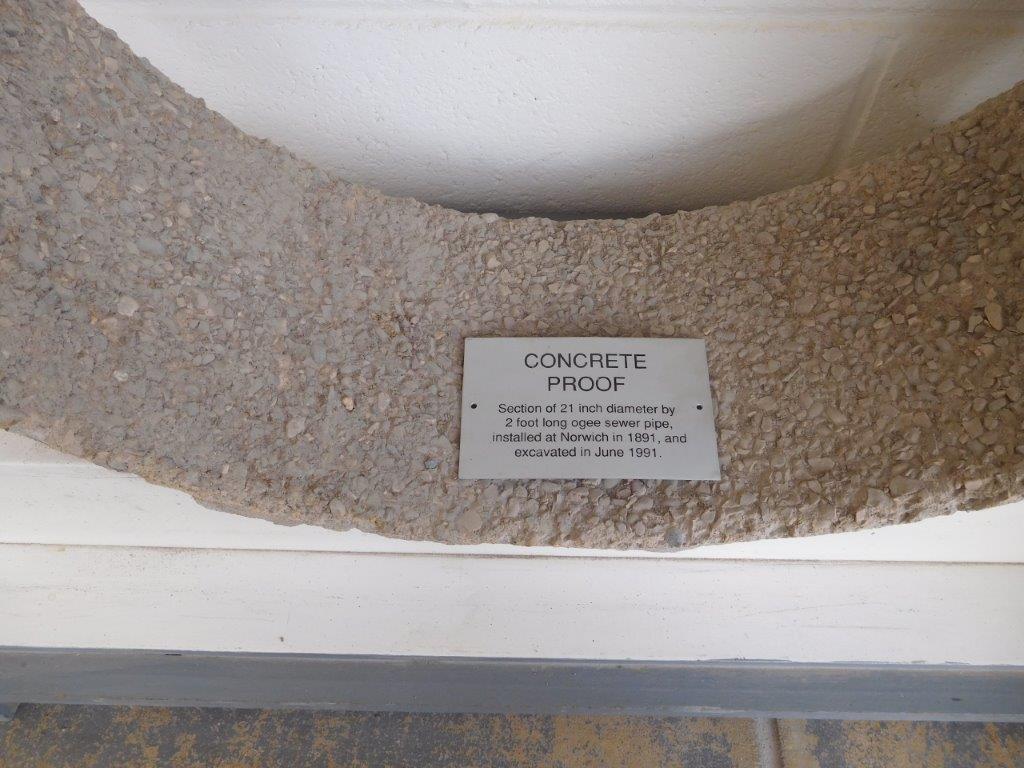 CONCRETE
PROOF
Section of 21 inch diameter by
2 foot long ogee sewer pipe,
installed at Norwich in 1891, and
excavated in June 1991.